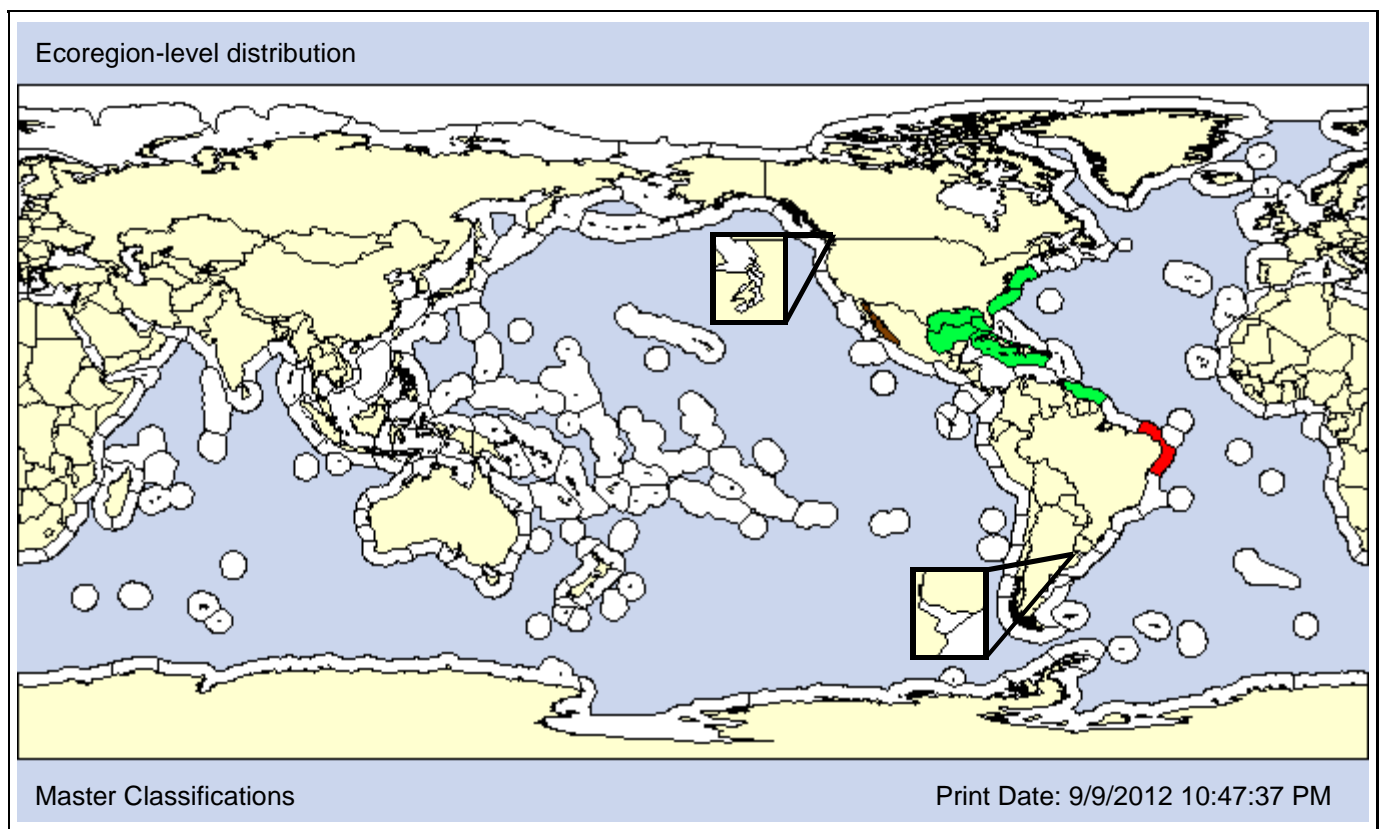 Ecoregion-level distribution
Master Classifications
Print Date: 9/9/2012 10:47:37 PM